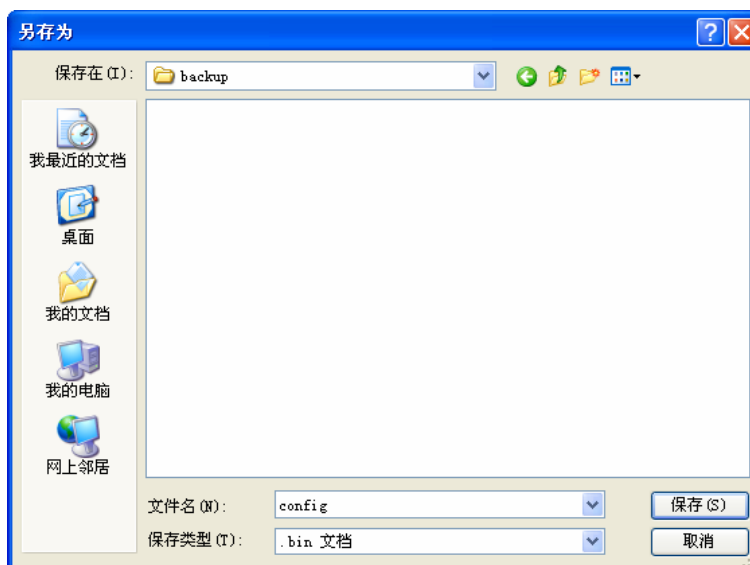 另存为
保存在(I): backup
我最近的文档
桌面
我的文档
我的电脑
网上邻居
文件名(N): config 保存(S)
保存类型(T): .bin 文档 取消